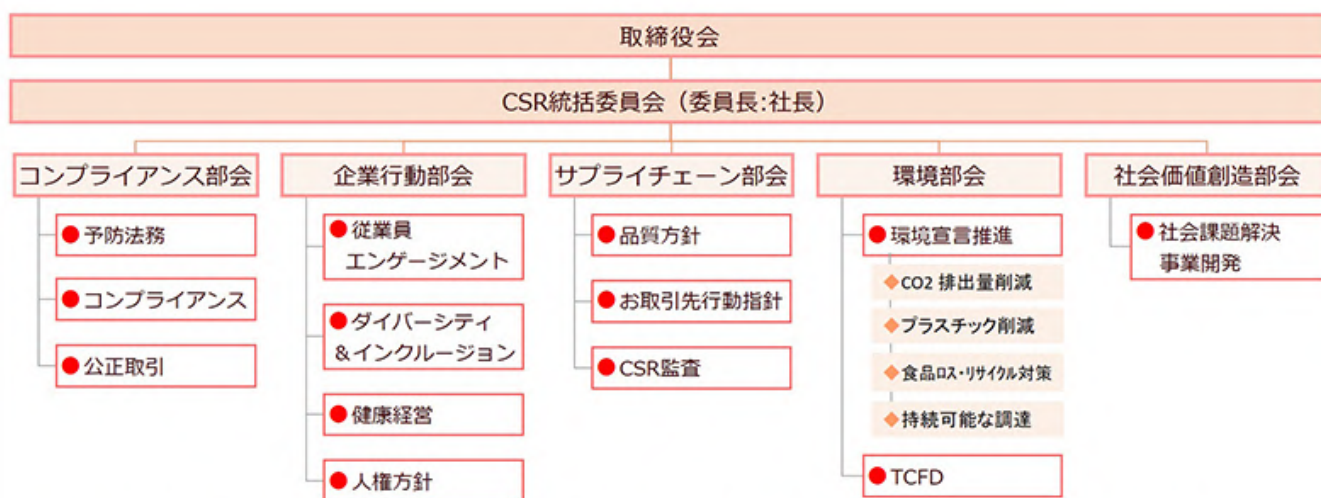 取締役会
CSR統括委員会（委員長:社長）
コンプライアンス部会
予防法務
コンプライアンス
公正取引
企業行動部会
従業員
エンゲージメント
ダイバーシティ
&インクルージョン
健康経営
人権方針
サプライチェーン部会
品質方針
お取引先行動指針
CSR監査
環境部会
環境宣言推進
CO2 排出量削減
プラスチック削減
食品ﾛｽ・ﾘｻｲｸﾙ対策
持続可能な調達
TCFD
社会価値創造部会
社会課題解決
事業開発